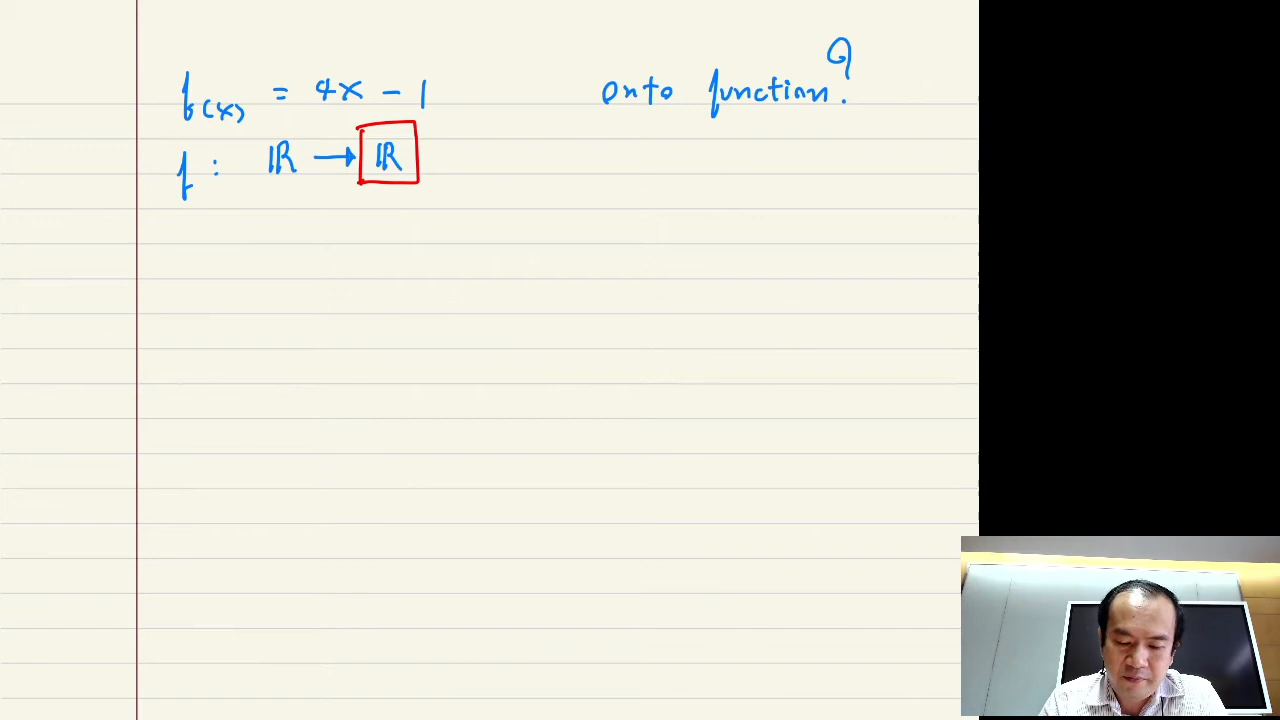 f(x) = 4x - 1 onto function?
f : ℝ → ℝ